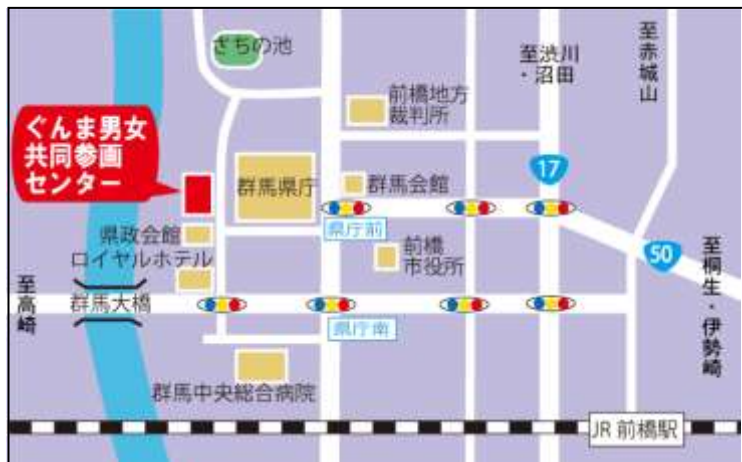 さちの池
至渋川
・沼田
至赤城山
前橋地方
裁判所
ぐんま男女
共同参画
センター
17
群馬県庁
群馬会館
県庁前
県政会館
前橋
市役所
50
ロイヤルホテル
至桐生・伊勢崎
至高崎
群馬大橋
県庁南
群馬中央総合病院
JR 前橋駅